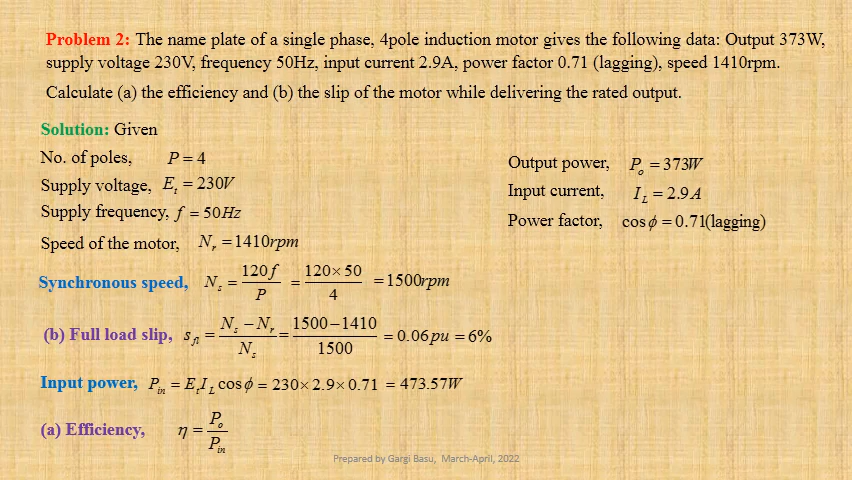 Problem 2: The name plate of a single phase, 4pole induction motor gives the following data: Output 373W,
supply voltage 230V, frequency 50Hz, input current 2.9A, power factor 0.71 (lagging), speed 1410rpm.
Calculate (a) the efficiency and (b) the slip of the motor while delivering the rated output.
Solution: Given
No. of poles, P = 4
Supply voltage, E_t = 230V
Supply frequency, f = 50Hz
Speed of the motor, N_r = 1410rpm
Output power, P_o = 373W
Input current, I_L = 2.9A
Power factor, cos ϕ = 0.71(lagging)
Synchronous speed, N_s = 120f / P = 120×50 / 4 = 1500rpm
(b) Full load slip, s_fl = N_s − N_r / N_s = 1500−1410 / 1500 = 0.06pu = 6%
Input power, P_in = E_t I_L cos ϕ = 230×2.9×0.71 = 473.57W
(a) Efficiency, η = P_o / P_in
Prepared by Gargi Basu, March-April, 2022